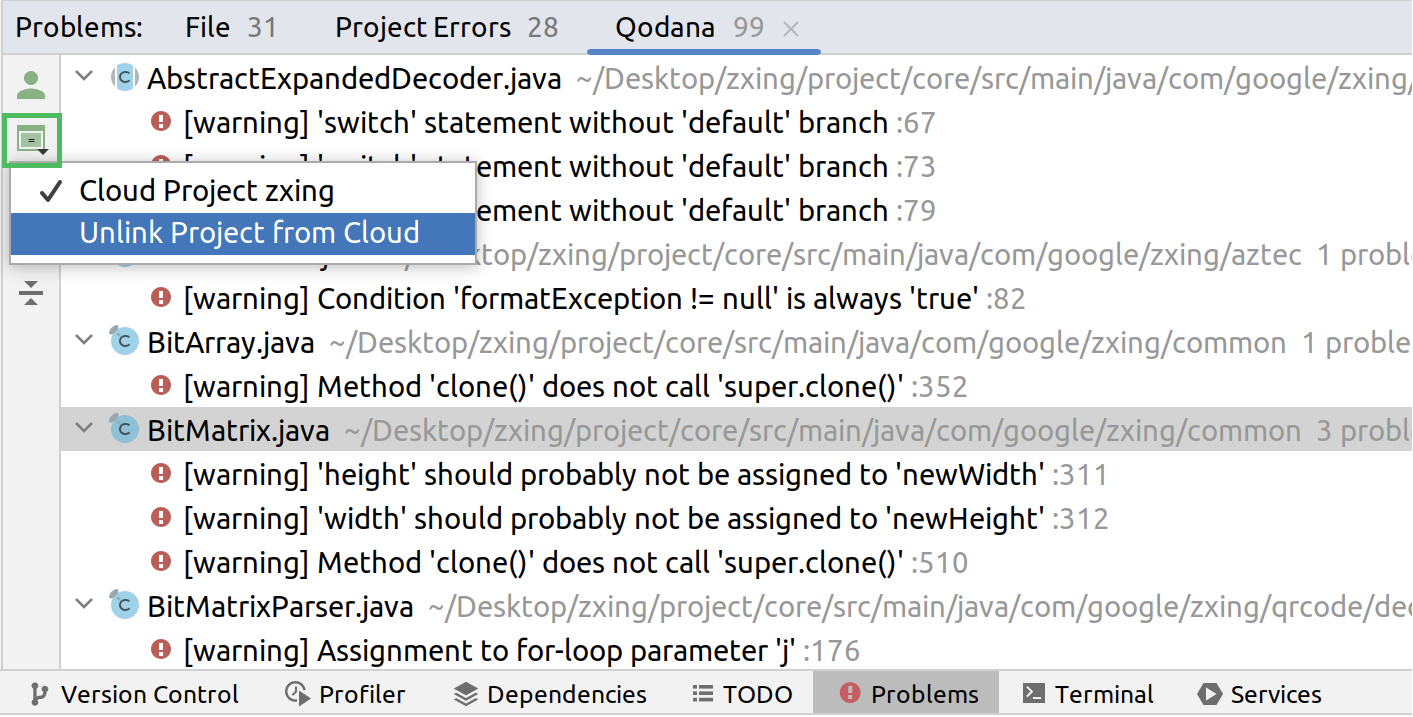 Problems: File 31 Project Errors 28 Qodana 99
AbstractExpandedDecoder.java ~/Desktop/zxing/project/core/src/main/java/com/google/zxing/
[warning] 'switch' statement without 'default' branch :67
statement without 'default' branch :73
Cloud Project zxing
ement without 'default' branch :79
Unlink Project from Cloud
top/zxing/project/core/src/main/java/com/google/zxing/aztec 1 probl
[warning] Condition 'formatException != null' is always 'true' :82
BitArray.java ~/Desktop/zxing/project/core/src/main/java/com/google/zxing/common 1 proble
[warning] Method 'clone()' does not call 'super.clone()' :352
BitMatrix.java ~/Desktop/zxing/project/core/src/main/java/com/google/zxing/common 3 probl
[warning] 'height' should probably not be assigned to 'newWidth' :311
[warning] 'width' should probably not be assigned to 'newHeight' :312
[warning] Method 'clone()' does not call 'super.clone()' :510
BitMatrixParser.java ~/Desktop/zxing/project/core/src/main/java/com/google/zxing/qrcode/dec
[warning] Assignment to for-loop parameter 'j' :176
Version Control Profiler Dependencies TODO Problems Terminal Services